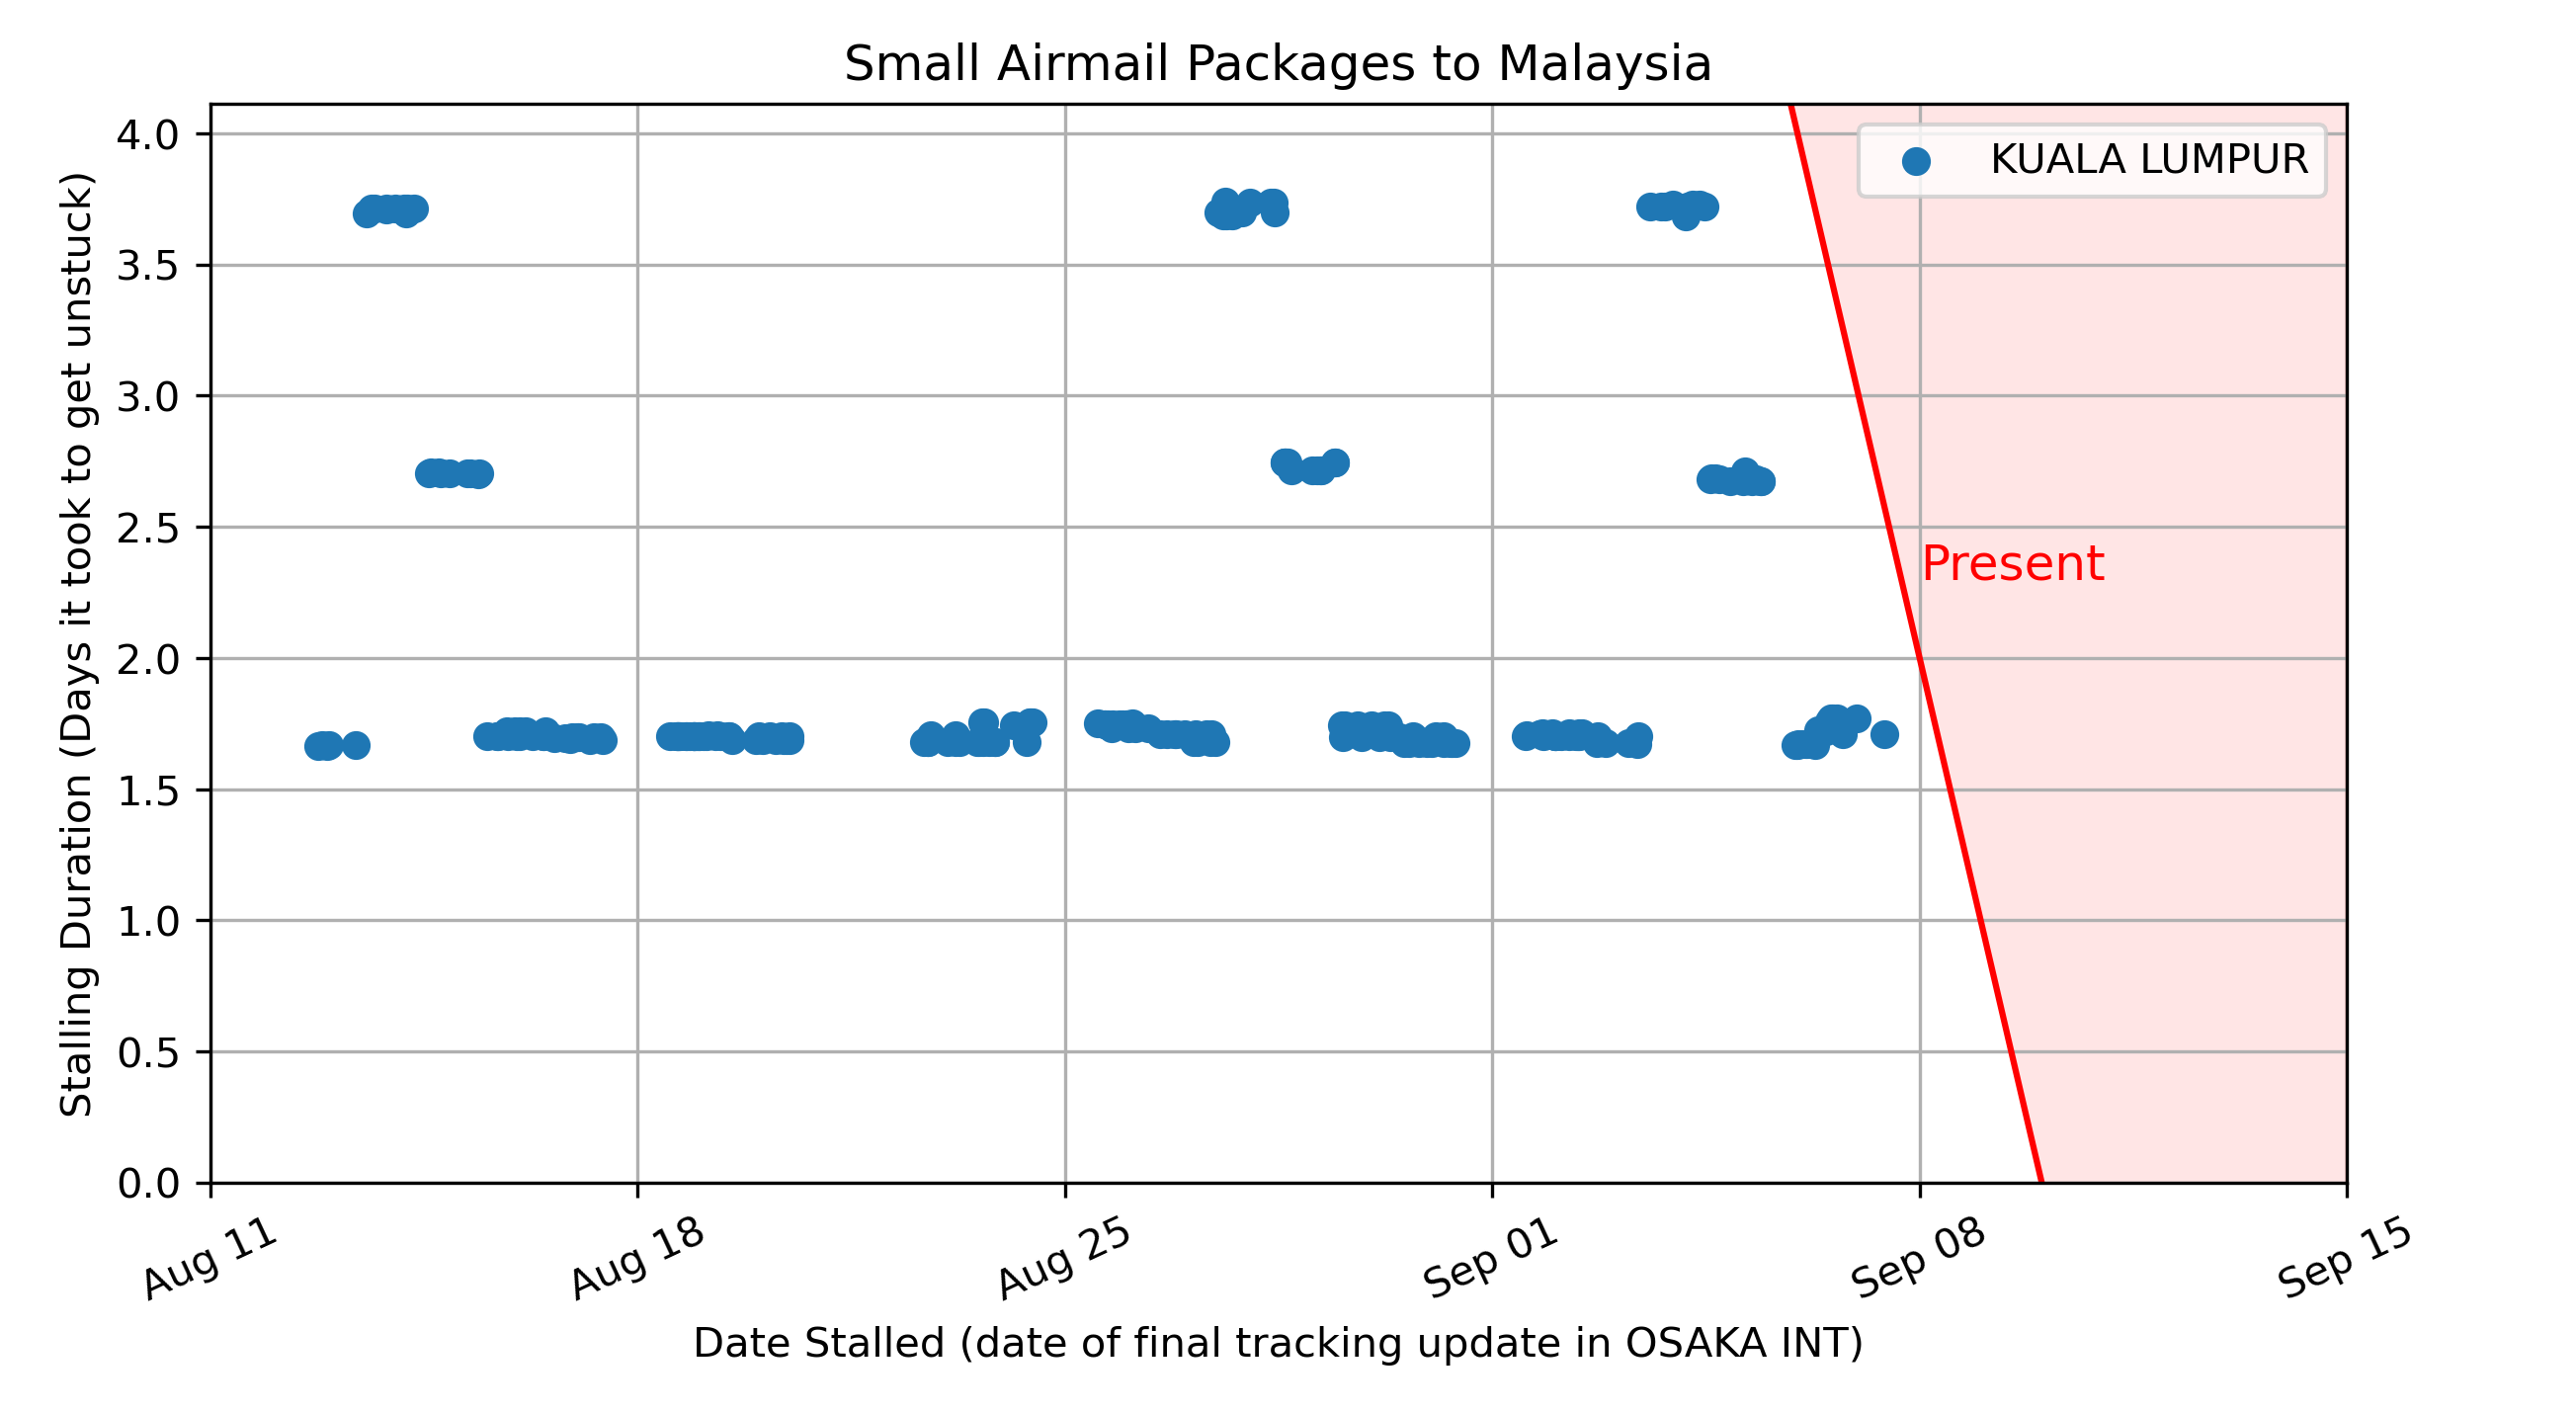 Small Airmail Packages to Malaysia
KUALA LUMPUR
Present
Stalling Duration (Days it took to get unstuck)
4.0
3.5
3.0
2.5
2.0
1.5
1.0
0.5
0.0
Aug 11
Aug 18
Aug 25
Sep 01
Sep 08
Sep 15
Date Stalled (date of final tracking update in OSAKA INT)